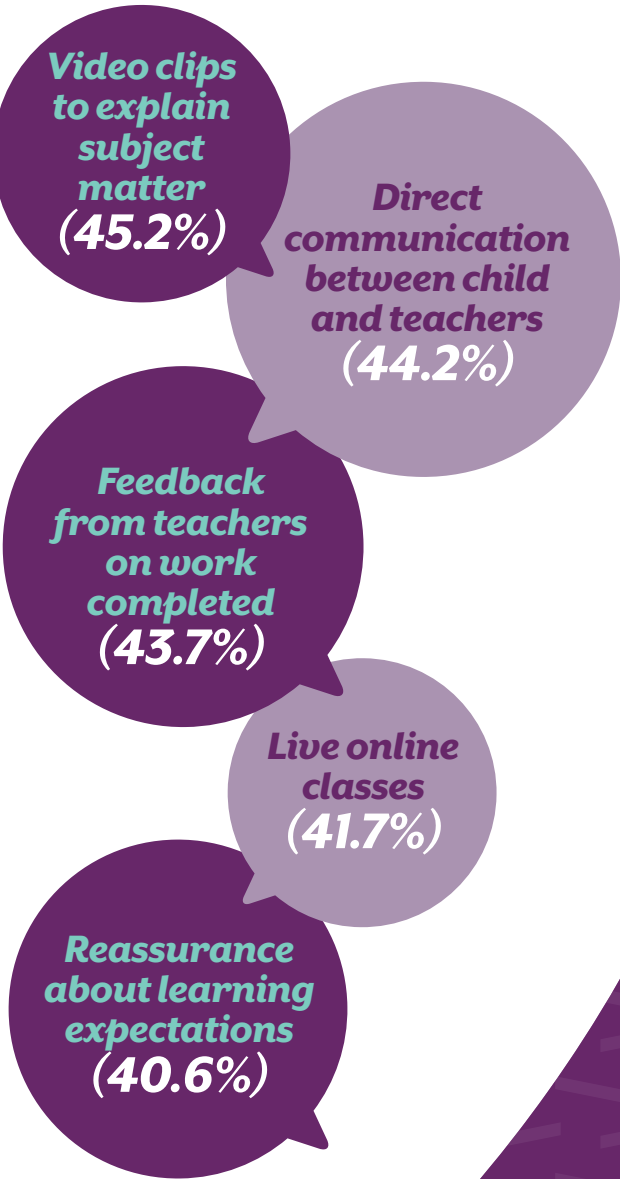 Video clips
to explain
subject
matter
(45.2%)
Direct
communication
between child
and teachers
(44.2%)
Feedback
from teachers
on work
completed
(43.7%)
Live online
classes
(41.7%)
Reassurance
about learning
expectations
(40.6%)